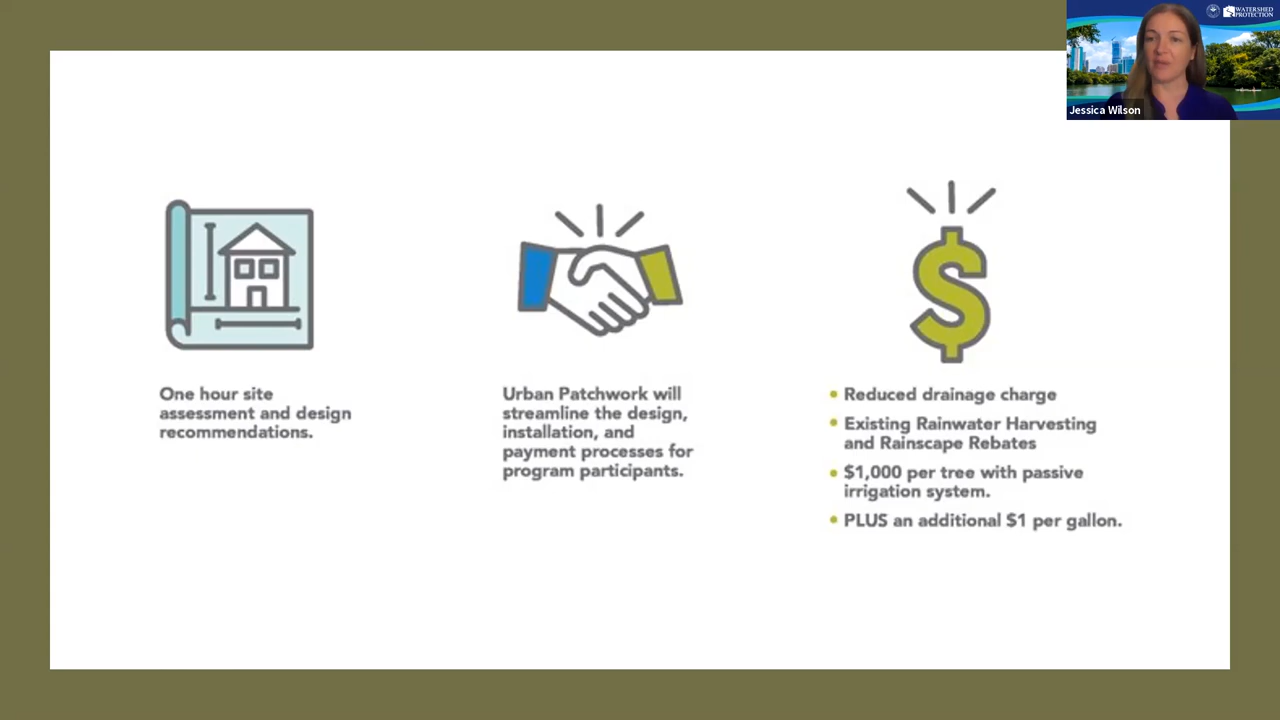 WATERSHED
PROTECTION
Jessica Wilson
$
One hour site
assessment and design
recommendations.
Urban Patchwork will
streamline the design,
installation, and
payment processes for
program participants.
• Reduced drainage charge
• Existing Rainwater Harvesting
and Rainscape Rebates
• $1,000 per tree with passive
irrigation system.
• PLUS an additional $1 per gallon.